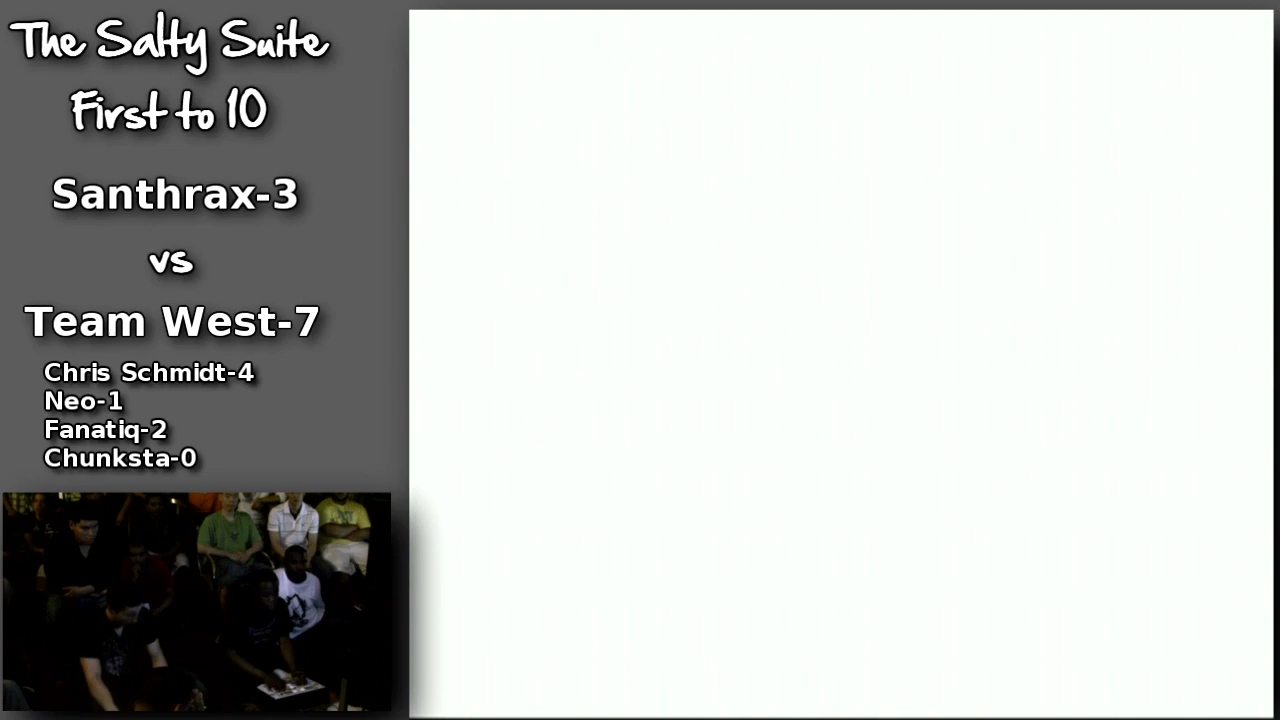 The Salty Suite
First to 10
Santhrax-3
vs
Team West-7
Chris Schmidt-4
Neo-1
Fanatiq-2
Chunksta-0